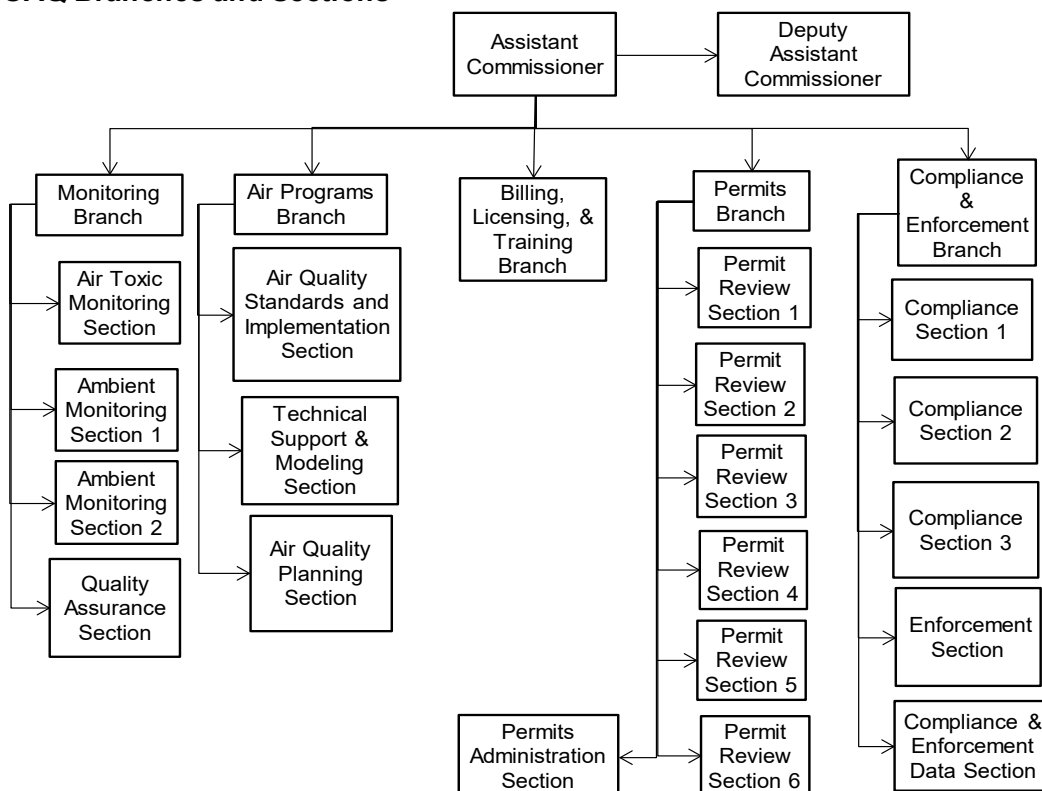 Assistant
Commissioner
Deputy
Assistant
Commissioner
Monitoring
Branch
Air Programs
Branch
Billing,
Licensing, &
Training
Branch
Permits
Branch
Compliance
&
Enforcement
Branch
Air Toxic
Monitoring
Section
Ambient
Monitoring
Section 1
Ambient
Monitoring
Section 2
Quality
Assurance
Section
Air Quality
Standards and
Implementation
Section
Technical
Support &
Modeling
Section
Air Quality
Planning
Section
Permit
Review
Section 1
Permit
Review
Section 2
Permit
Review
Section 3
Permit
Review
Section 4
Permit
Review
Section 5
Permit
Review
Section 6
Permits
Administration
Section
Compliance
Section 1
Compliance
Section 2
Compliance
Section 3
Enforcement
Section
Compliance &
Enforcement
Data Section